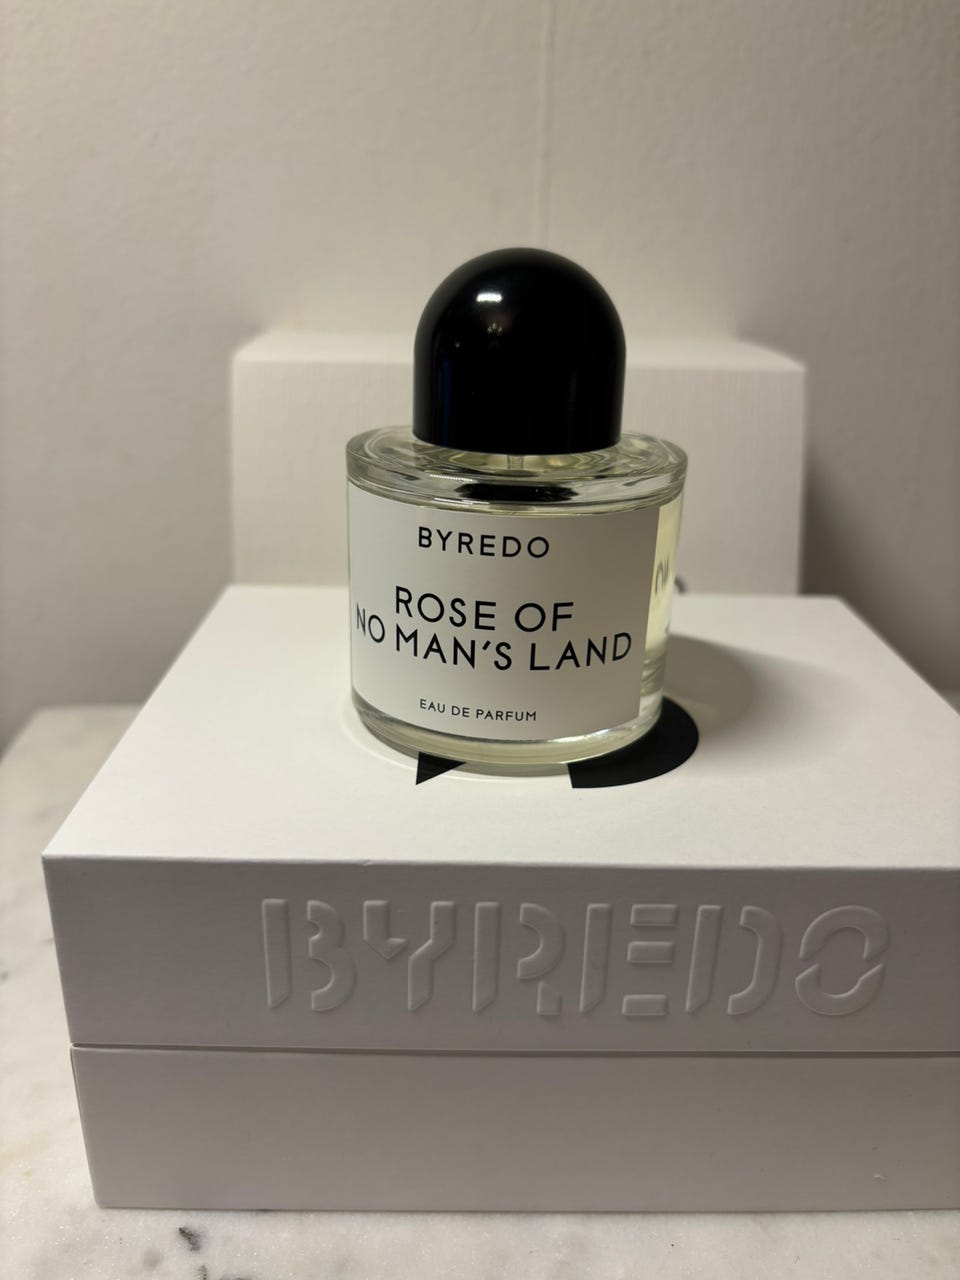 BYREDO
ROSE OF
NO MAN'S LAND
EAU DE PARFUM
BYREDO